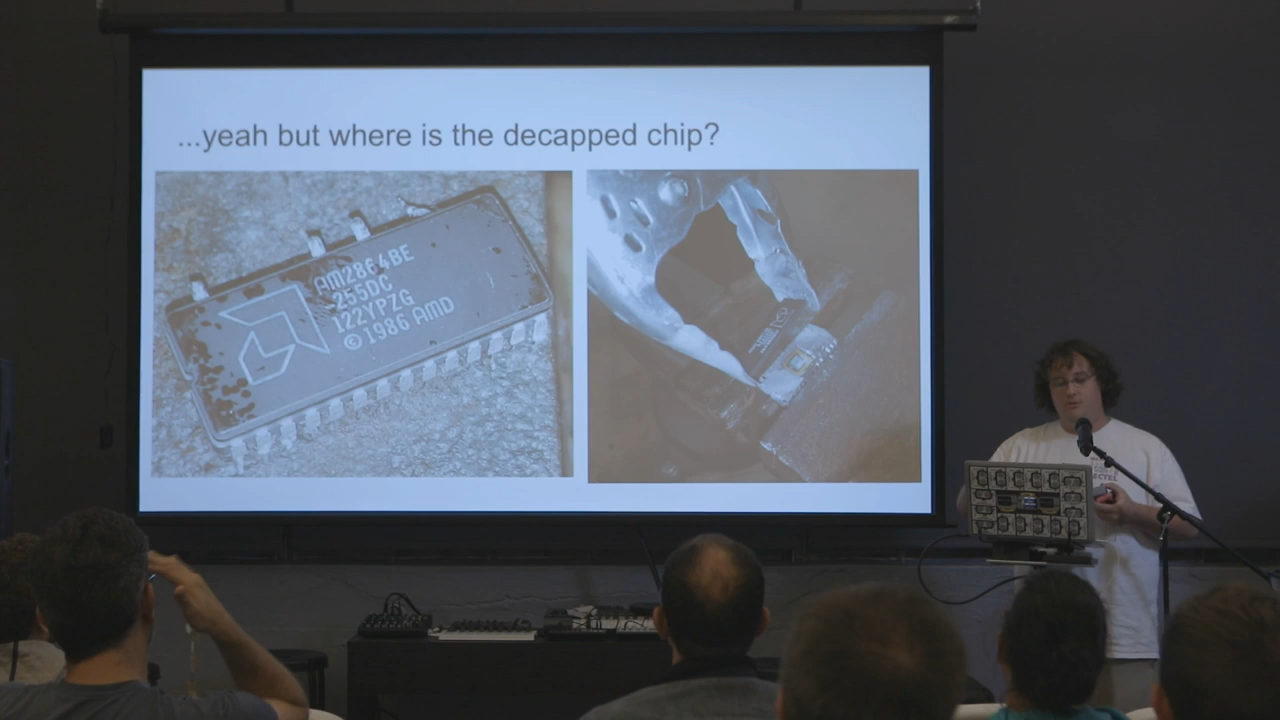 ...yeah but where is the decapped chip?
AM2864BE
-255DC
122YPZG
© 1986 AMD